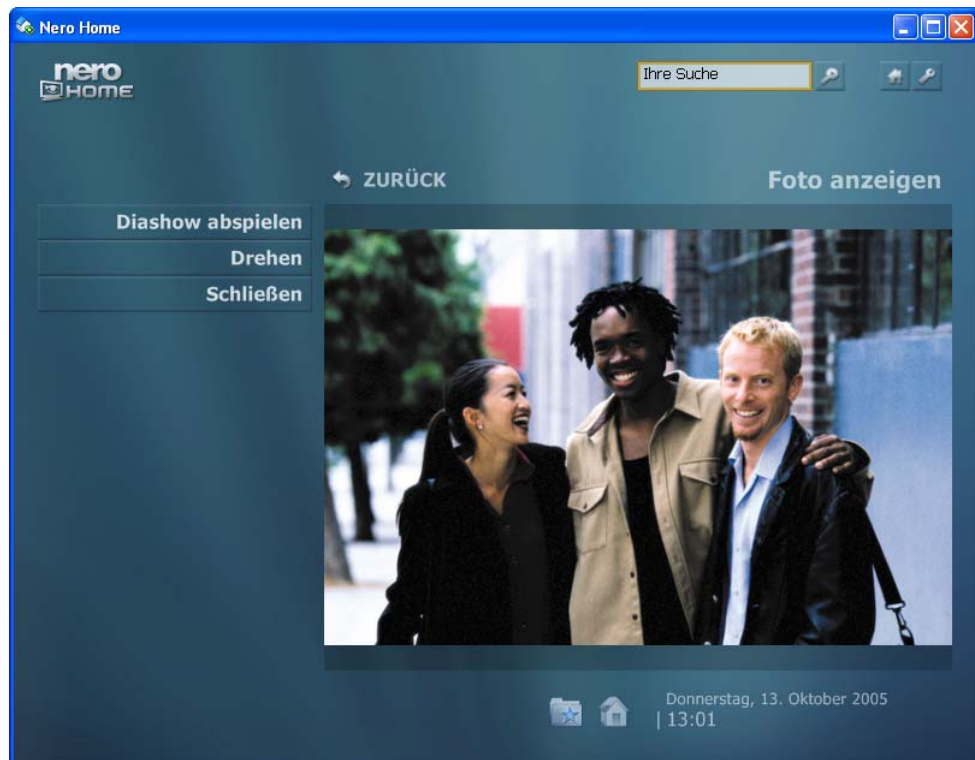 Nero Home
nero
HOME
Ihre Suche
ZURÜCK
Foto anzeigen
Diashow abspielen
Drehen
Schließen
Donnerstag, 13. Oktober 2005
| 13:01